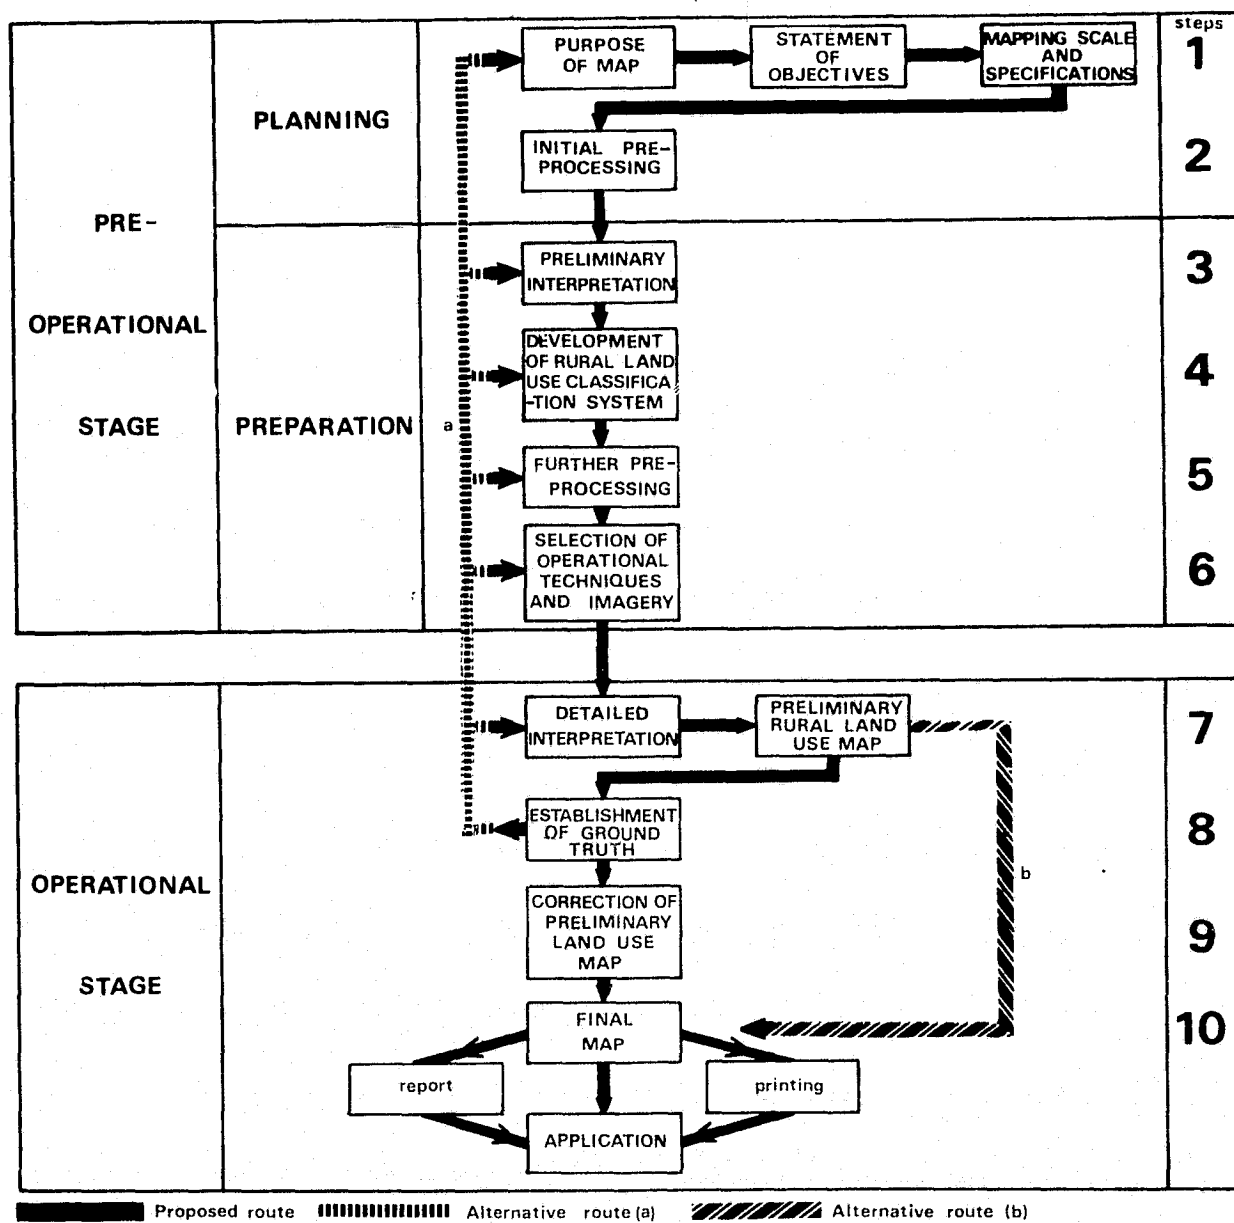 steps
1
PURPOSE
OF MAP
STATEMENT
OF
OBJECTIVES
MAPPING SCALE
AND
SPECIFICATIONS
PLANNING
INITIAL PRE-
PROCESSING
2
PRE-
OPERATIONAL
STAGE
PREPARATION
a
PRELIMINARY
INTERPRETATION
3
DEVELOPMENT
OF RURAL LAND
USE CLASSIFICA
-TION SYSTEM
4
FURTHER PRE-
PROCESSING
5
SELECTION OF
OPERATIONAL
TECHNIQUES
AND IMAGERY
6
OPERATIONAL
STAGE
DETAILED
INTERPRETATION
PRELIMINARY
RURAL LAND
USE MAP
7
ESTABLISHMENT
OF GROUND
TRUTH
8
b
CORRECTION OF
PRELIMINARY
LAND USE
MAP
9
FINAL
MAP
10
report
printing
APPLICATION
Proposed route
Alternative route (a)
Alternative route (b)